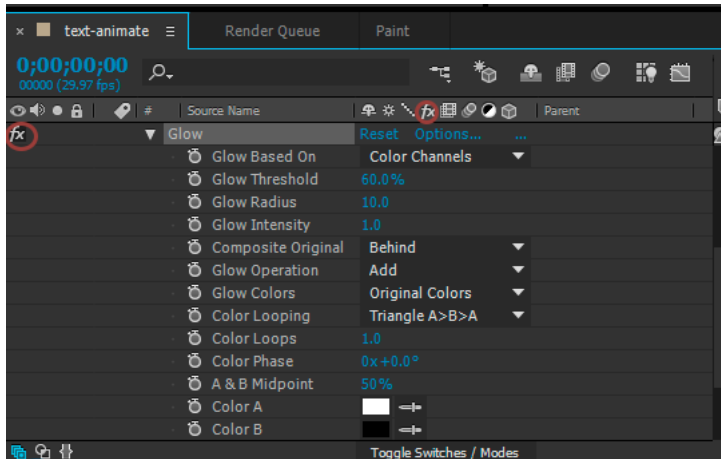 × text-animate Render Queue Paint
0;00;00;00
00000 (29.97 fps)
# Source Name fx Parent
fx Glow Reset Options... ...
Glow Based On Color Channels
Glow Threshold 60.0%
Glow Radius 10.0
Glow Intensity 1.0
Composite Original Behind
Glow Operation Add
Glow Colors Original Colors
Color Looping Triangle A>B>A
Color Loops 1.0
Color Phase 0x+0.0°
A & B Midpoint 50%
Color A
Color B
Toggle Switches / Modes